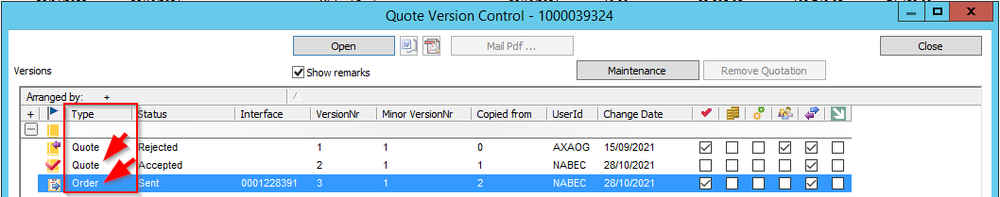 Quote Version Control - 1000039324
Open Mail Pdf ... Close
Versions Show remarks Maintenance Remove Quotation
Arranged by: + /
+ Type Status Interface VersionNr Minor VersionNr Copied from UserId Change Date
Quote Rejected 1 1 0 AXAOG 15/09/2021
Quote Accepted 2 1 1 NABEC 28/10/2021
Order Sent 0001228391 3 1 2 NABEC 28/10/2021